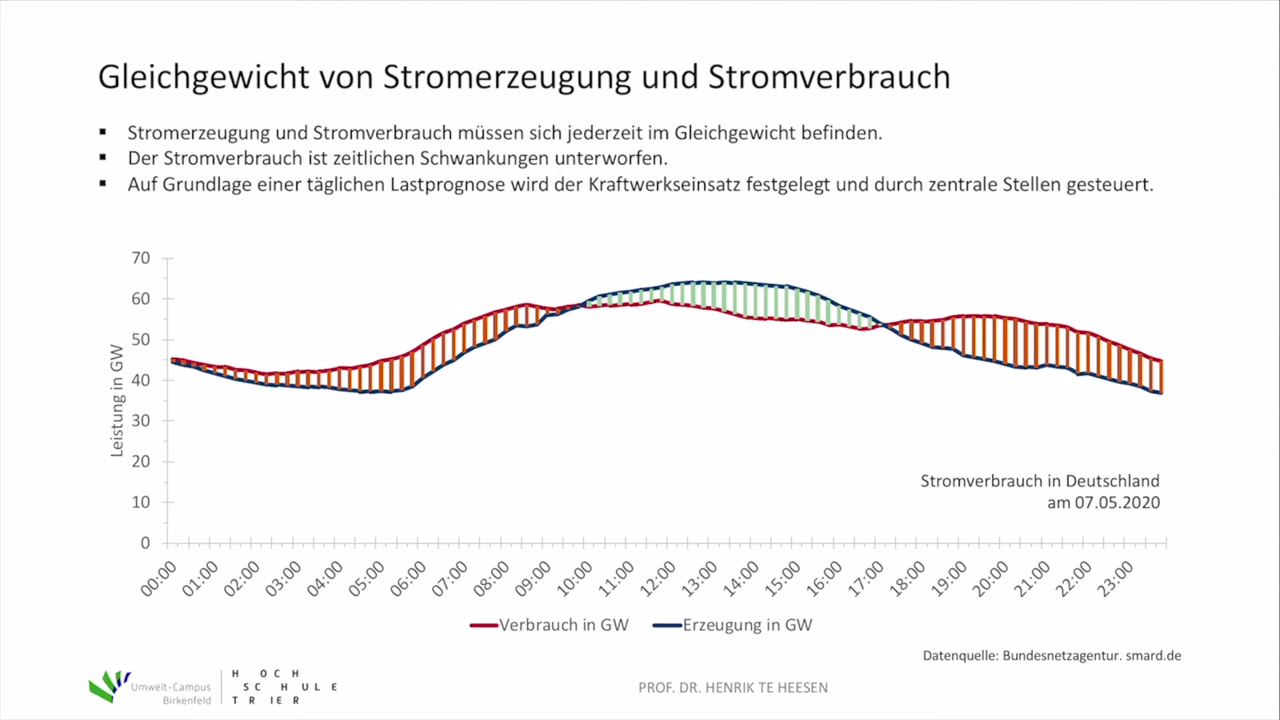 Gleichgewicht von Stromerzeugung und Stromverbrauch
▪ Stromerzeugung und Stromverbrauch müssen sich jederzeit im Gleichgewicht befinden.
▪ Der Stromverbrauch ist zeitlichen Schwankungen unterworfen.
▪ Auf Grundlage einer täglichen Lastprognose wird der Kraftwerkseinsatz festgelegt und durch zentrale Stellen gesteuert.
Leistung in GW
70
60
50
40
30
20
10
0
Stromverbrauch in Deutschland
am 07.05.2020
00:00 01:00 02:00 03:00 04:00 05:00 06:00 07:00 08:00 09:00 10:00 11:00 12:00 13:00 14:00 15:00 16:00 17:00 18:00 19:00 20:00 21:00 22:00 23:00
Verbrauch in GW Erzeugung in GW
Datenquelle: Bundesnetzagentur. smard.de
Umwelt-Campus
Birkenfeld
HOCH
SCHULE
TRIER
PROF. DR. HENRIK TE HEESEN